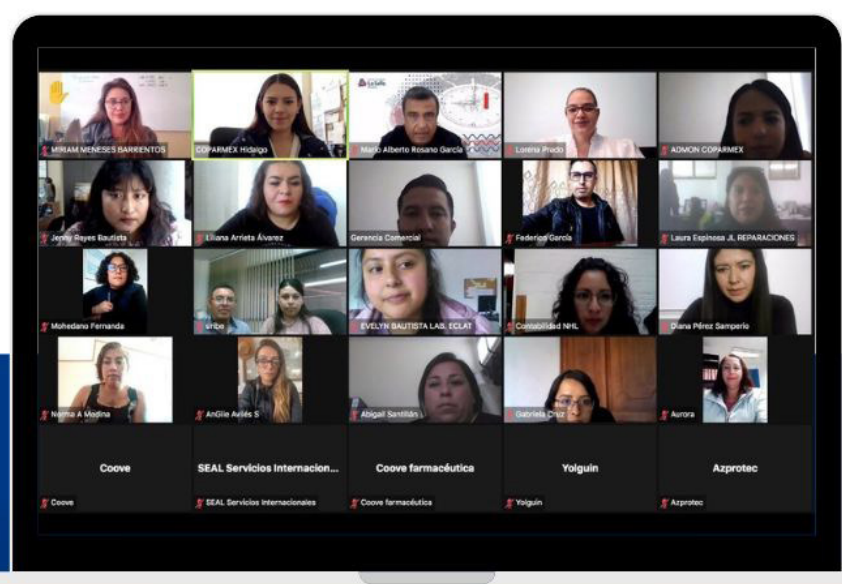 MIRIAM MENESES BARRIENTOS
COPARMEX Hidalgo
La Salle
Mario Alberto Rosano García
Lorena Prado
ADMON COPARMEX
Jenny Reyes Bautista
Liliana Arrieta Álvarez
Gerencia Comercial
Federico García
Laura Espinosa JL REPARACIONES
Mohedano Fernanda
EVELYN BAUTISTA LAB. ECLAT
Contabilidad NHL
Diana Pérez Samperio
Norma A Medina
AnGiie Avilés S
Abigail Santillán
Gabriela Cruz
Aurora
Coove
SEAL Servicios Internacion...
Coove farmacéutica
Yolguin
Azprotec
Coove
SEAL Servicios Internacionales
Coove farmacéutica
Yolguin
Azprotec